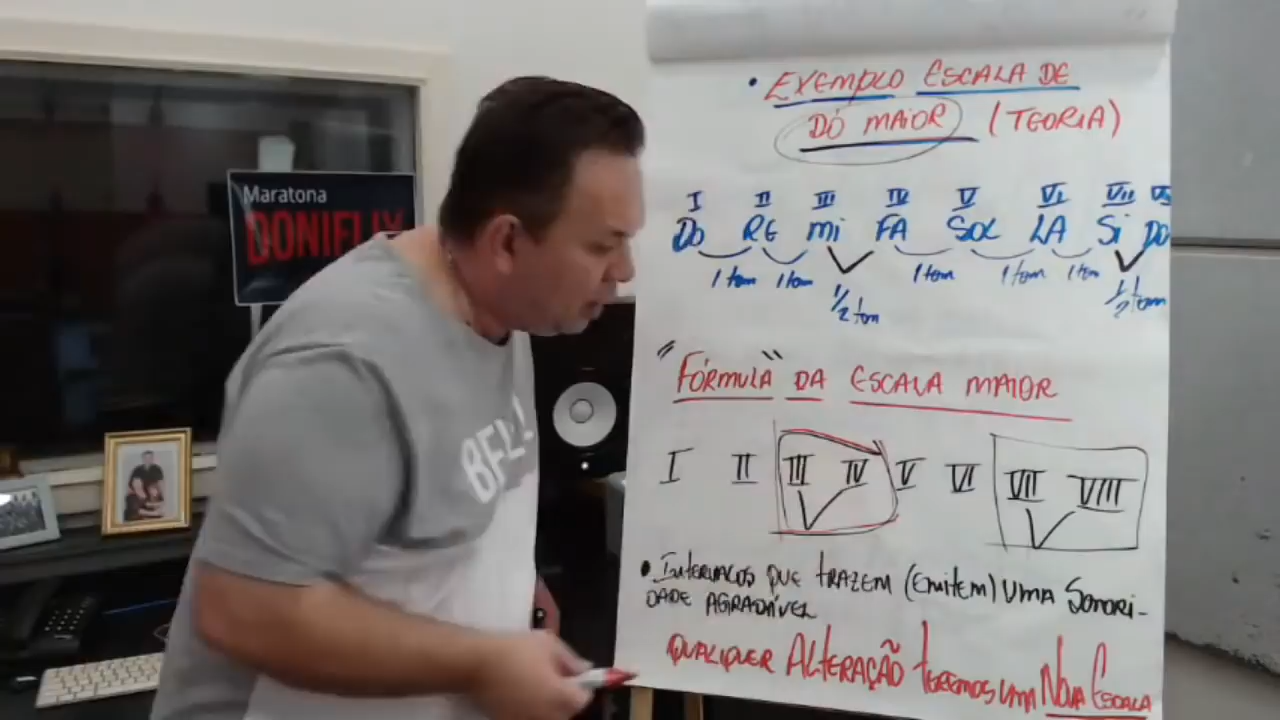 Maratona
DONIFLIX
• EXEMPLO ESCALA DE
DÓ MAIOR (TEORIA)
I II III IV V VI VII
DO RE mi FA SOL LA Si DO
1 tom 1 tom 1/2 tom 1 tom 1 tom 1 tom 1/2 tom
"FÓRMULA" DA ESCALA MAIOR
I II III IV V VI VII VIII
• INTERVALOS QUE TRAZEM (EmiTEM) UMA SONORI-
DADE AGRADÁVEL
QUALQUER ALTERAÇÃO TEREMOS UMA NOVA ESCALA